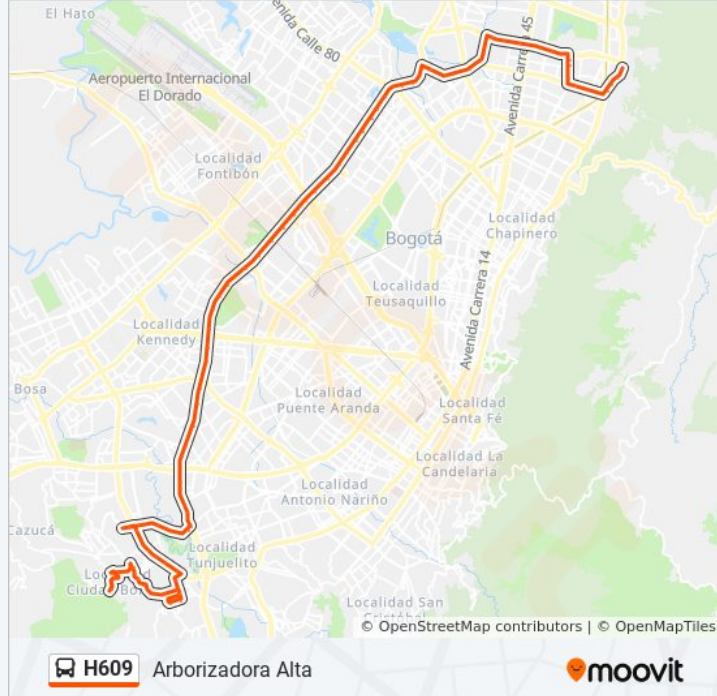 El Hato
Avenida Calle 80
Avenida Carrera 45
Aeropuerto Internacional
El Dorado
Localidad
Fontibón
Localidad
Chapinero
Bogotá
Localidad
Teusaquillo
Avenida Carrera 14
Localidad
Kennedy
Bosa
Localidad
Puente Aranda
Localidad
Santa Fé
Localidad La
Candelaria
Localidad
Antonio Nariño
Cazucá
Localidad
Tunjuelito
Ciudad
Localidad San
© OpenStreetMap contributors | © OpenMapTiles
H609
Arborizadora Alta
moovit